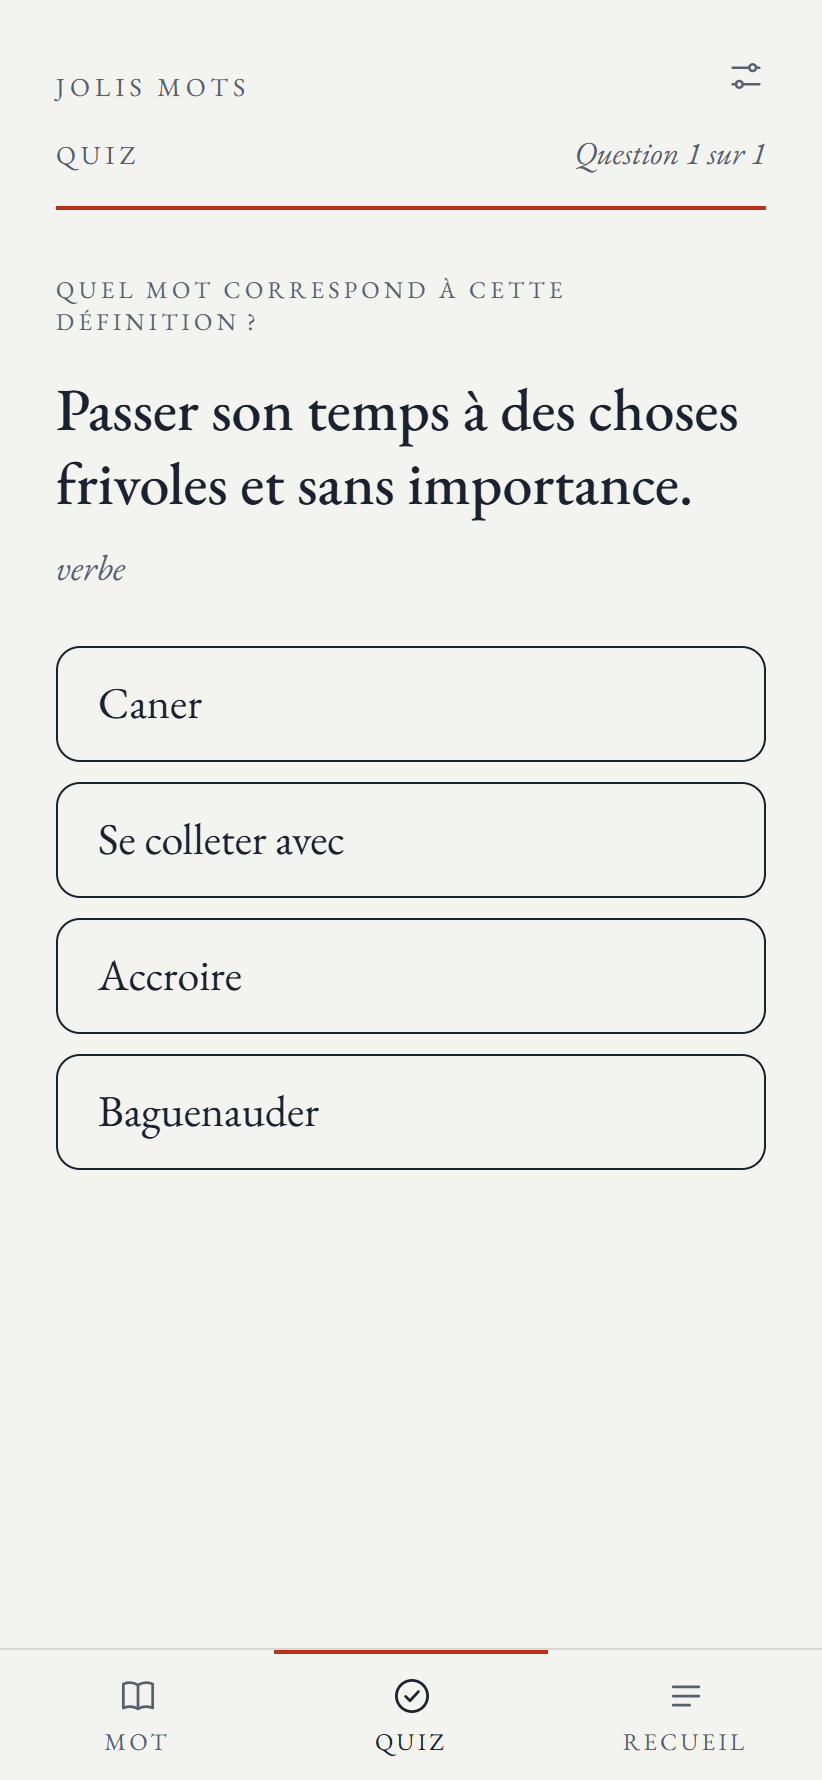 JOLIS MOTS
QUIZ
Question 1 sur 1
QUEL MOT CORRESPOND À CETTE
DÉFINITION ?
Passer son temps à des choses
frivoles et sans importance.
verbe
Caner
Se colleter avec
Accroire
Baguenauder
MOT
QUIZ
RECUEIL